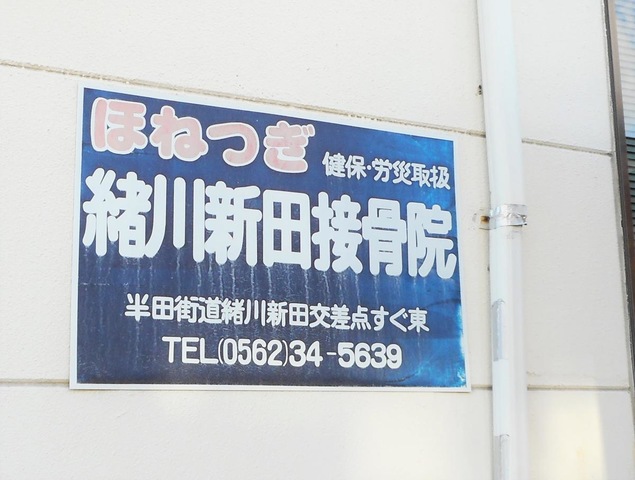 ほねつぎ 健保・労災取扱
緒川新田接骨院
半田街道緒川新田交差点すぐ東
TEL(0562)34-5639